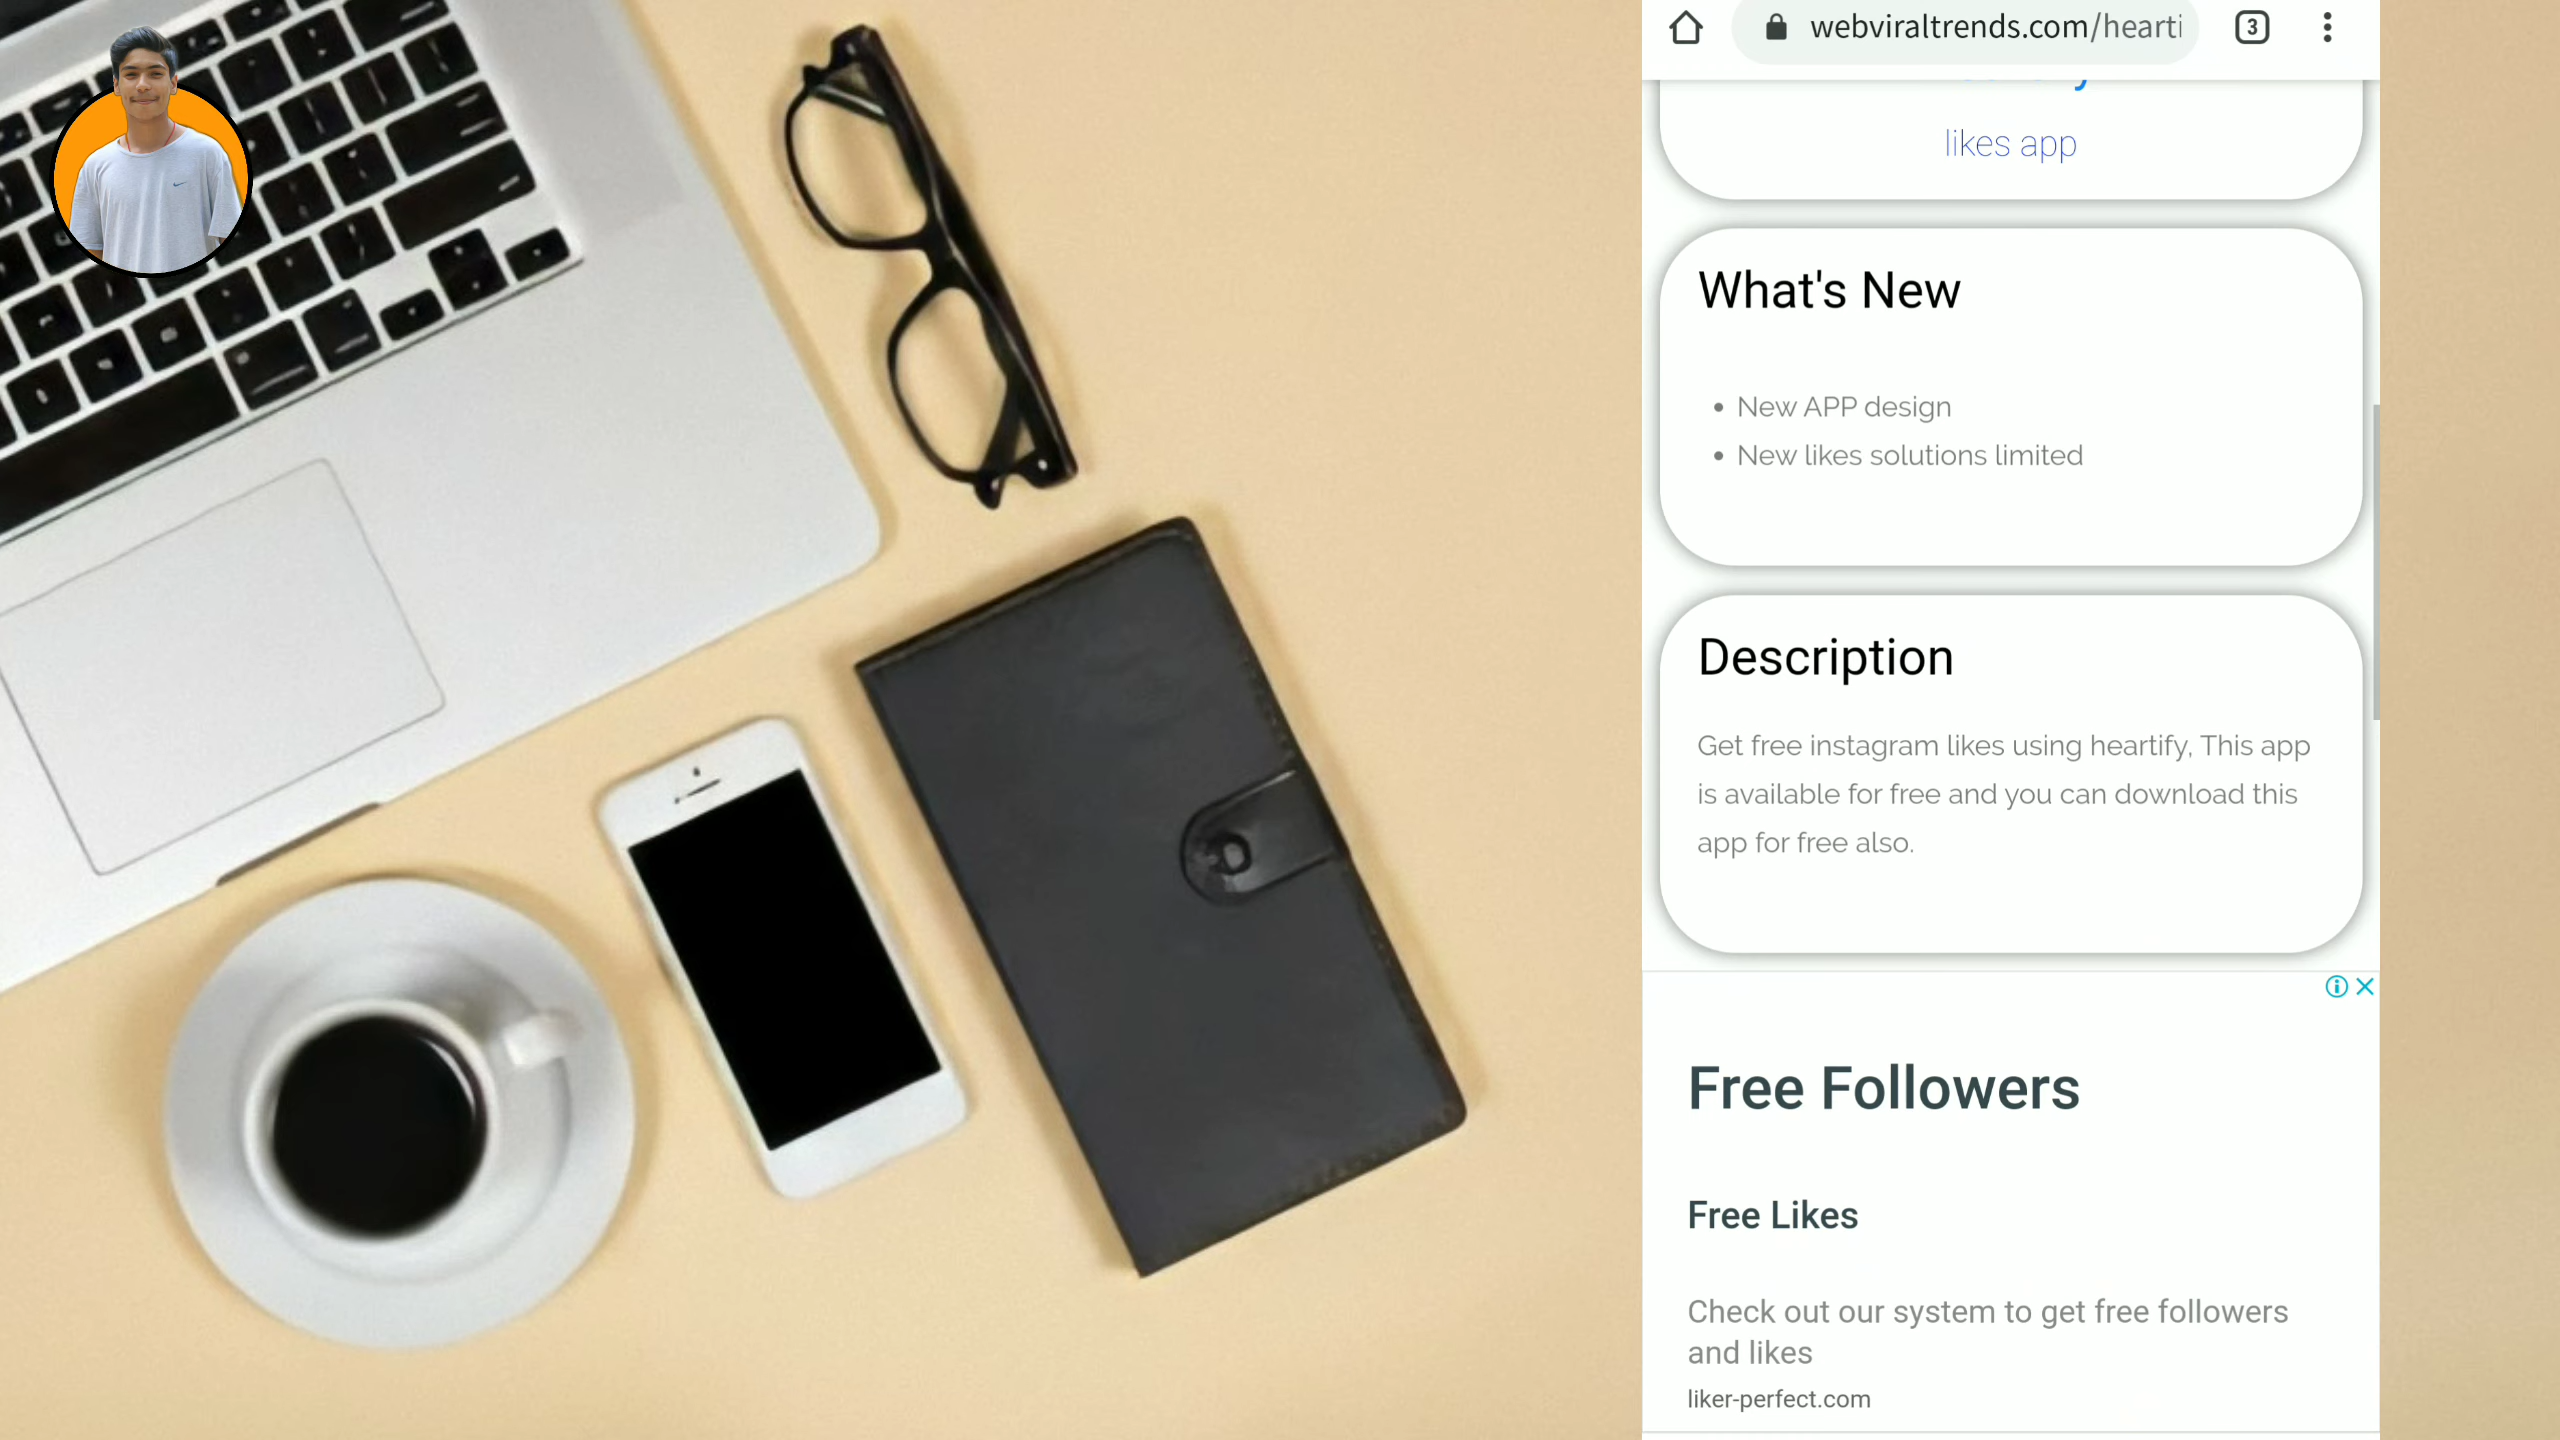 webviraltrends.com/hearti
3
likes app
What's New
• New APP design
• New likes solutions limited
Description
Get free instagram likes using heartify, This app
is available for free and you can download this
app for free also.
Free Followers
Free Likes
Check out our system to get free followers
and likes
liker-perfect.com